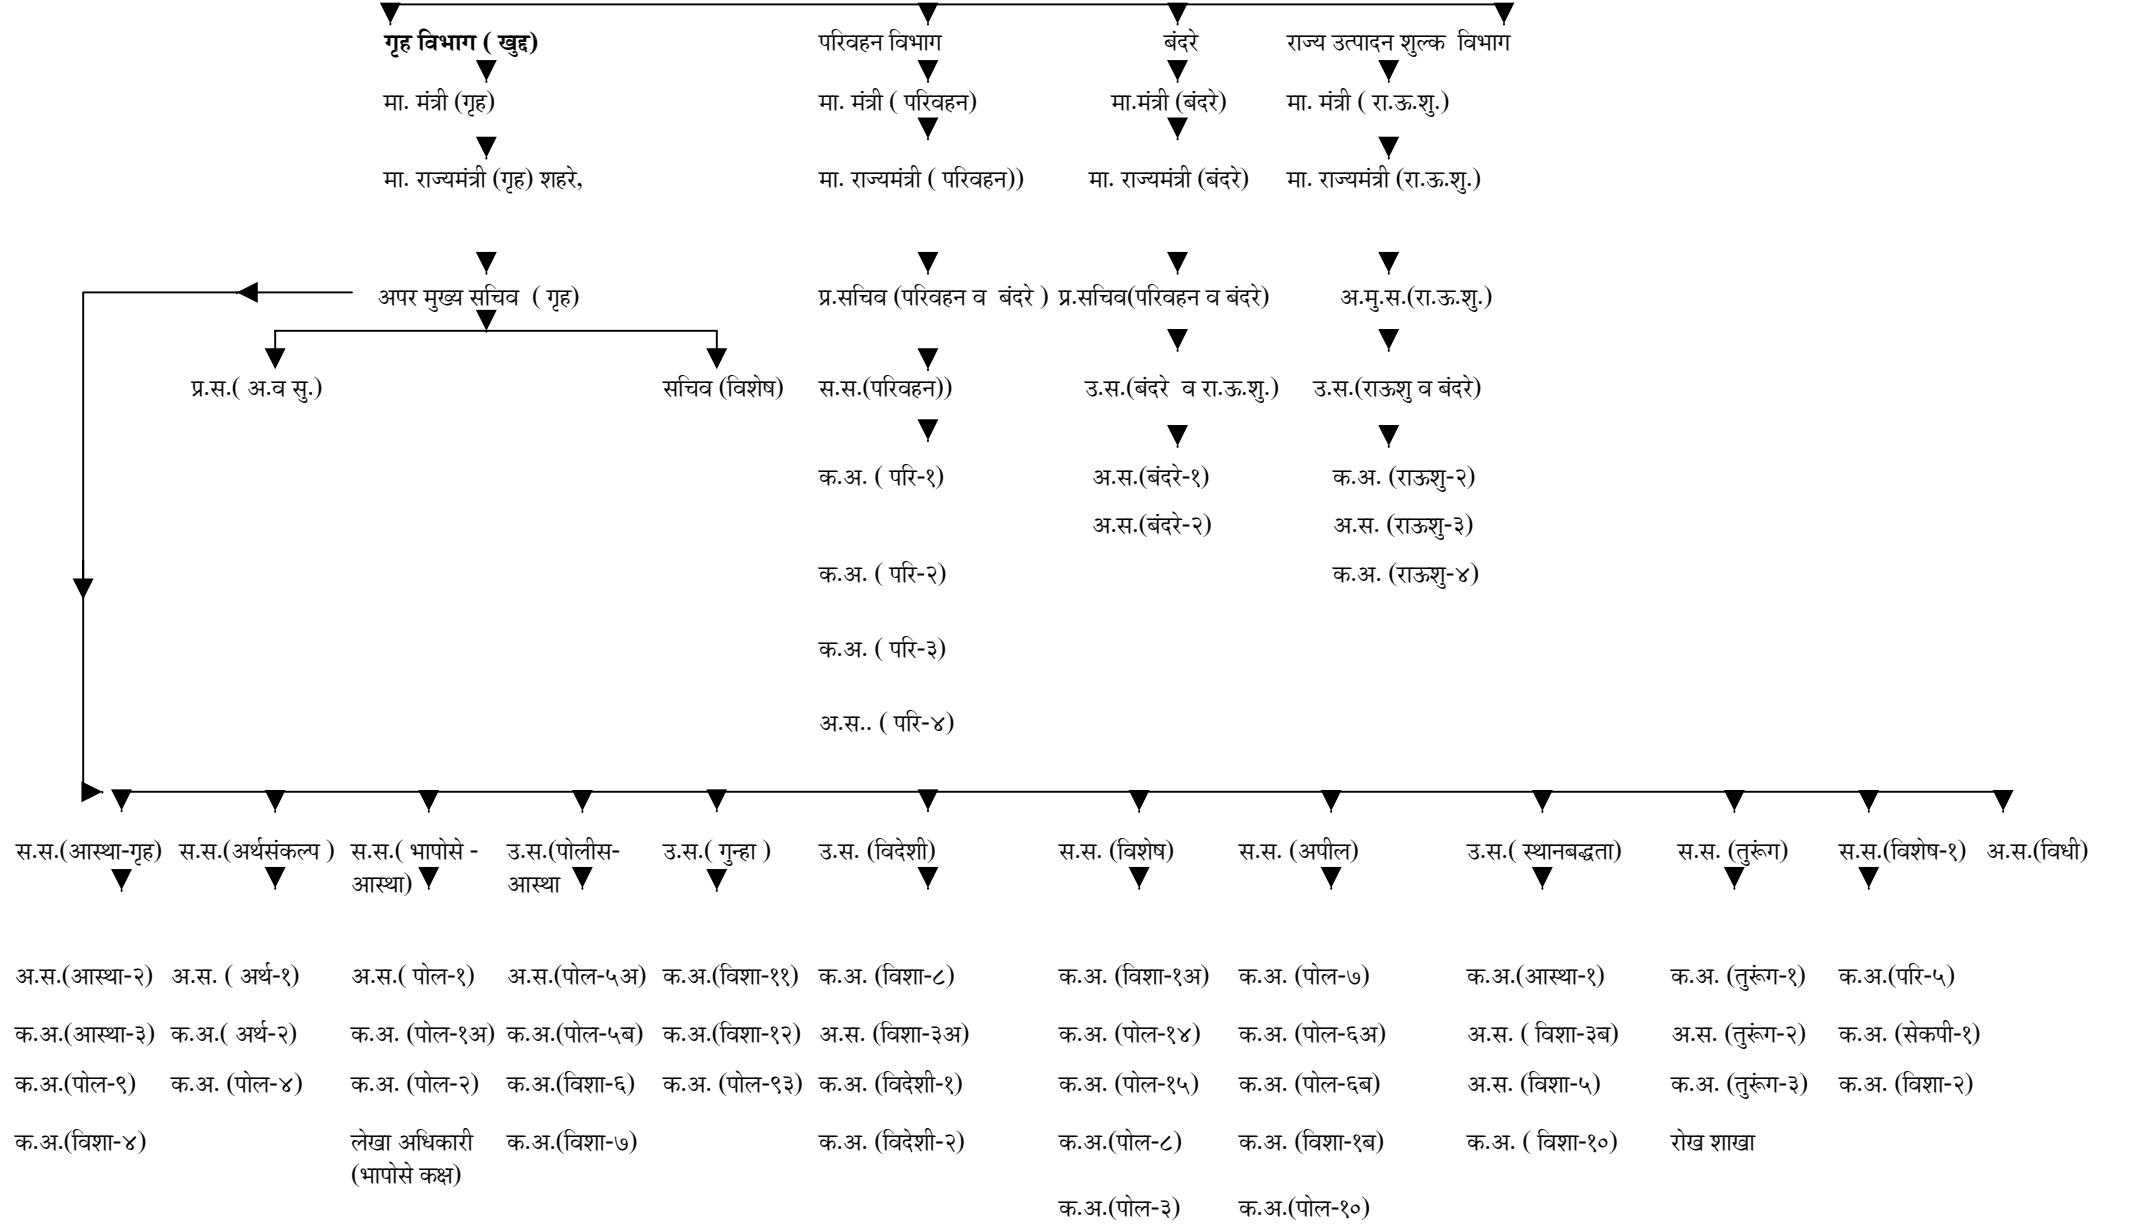 गृह विभाग ( खुद्द) परिवहन विभाग बंदरे राज्य उत्पादन शुल्क विभाग
मा. मंत्री (गृह) मा. मंत्री ( परिवहन) मा.मंत्री (बंदरे) मा. मंत्री ( रा.ऊ.शु.)
मा. राज्यमंत्री (गृह) शहरे, मा. राज्यमंत्री ( परिवहन)) मा. राज्यमंत्री (बंदरे) मा. राज्यमंत्री (रा.ऊ.शु.)
अपर मुख्य सचिव ( गृह) प्र.सचिव (परिवहन व बंदरे ) प्र.सचिव(परिवहन व बंदरे) अ.मु.स.(रा.ऊ.शु.)
प्र.स.( अ.व सु.) सचिव (विशेष) स.स.(परिवहन)) उ.स.(बंदरे व रा.ऊ.शु.) उ.स.(राऊशु व बंदरे)
क.अ. ( परि-१) अ.स.(बंदरे-१) क.अ. (राऊशु-२)
अ.स.(बंदरे-२) अ.स. (राऊशु-३)
क.अ. ( परि-२) क.अ. (राऊशु-४)
क.अ. ( परि-३)
अ.स.. ( परि-४)
स.स.(आस्था-गृह) स.स.(अर्थसंकल्प ) स.स.( भापोसे - उ.स.(पोलीस- उ.स.( गुन्हा ) उ.स. (विदेशी) स.स. (विशेष) स.स. (अपील) उ.स.( स्थानबद्धता) स.स. (तुरूंग) स.स.(विशेष-१) अ.स.(विधी)
आस्था) आस्था
अ.स.(आस्था-२) अ.स. ( अर्थ-१) अ.स.( पोल-१) अ.स.(पोल-५अ) क.अ.(विशा-११) क.अ. (विशा-८) क.अ. (विशा-१अ) क.अ. (पोल-७) क.अ.(आस्था-१) क.अ. (तुरूंग-१) क.अ.(परि-५)
क.अ.(आस्था-३) क.अ.( अर्थ-२) क.अ. (पोल-१अ) क.अ.(पोल-५ब) क.अ.(विशा-१२) अ.स. (विशा-३अ) क.अ. (पोल-१४) क.अ. (पोल-६अ) अ.स. ( विशा-३ब) अ.स. (तुरूंग-२) क.अ. (सेकपी-१)
क.अ.(पोल-९) क.अ. (पोल-४) क.अ. (पोल-२) क.अ.(विशा-६) क.अ. (पोल-९३) क.अ. (विदेशी-१) क.अ. (पोल-१५) क.अ. (पोल-६ब) अ.स. (विशा-५) क.अ. (तुरूंग-३) क.अ. (विशा-२)
क.अ.(विशा-४) लेखा अधिकारी क.अ.(विशा-७) क.अ. (विदेशी-२) क.अ.(पोल-८) क.अ. (विशा-१ब) क.अ. ( विशा-१०) रोख शाखा
(भापोसे कक्ष)
क.अ.(पोल-३) क.अ.(पोल-१०)